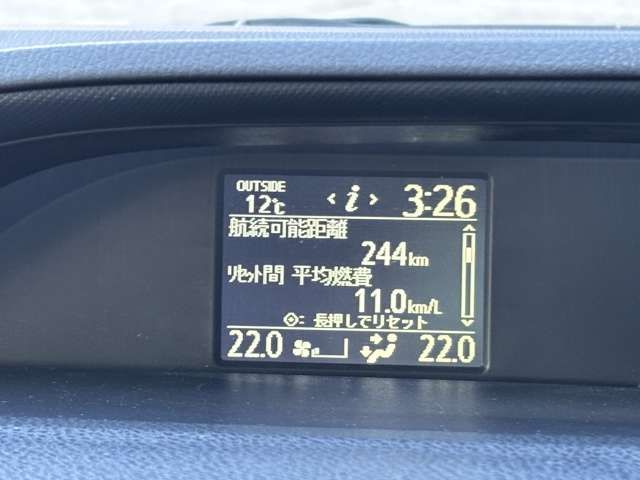 OUTSIDE
12℃
< i > 3:26
航続可能距離
244km
リセット間 平均燃費
11.0km/L
: 長押しでリセット
22.0 22.0